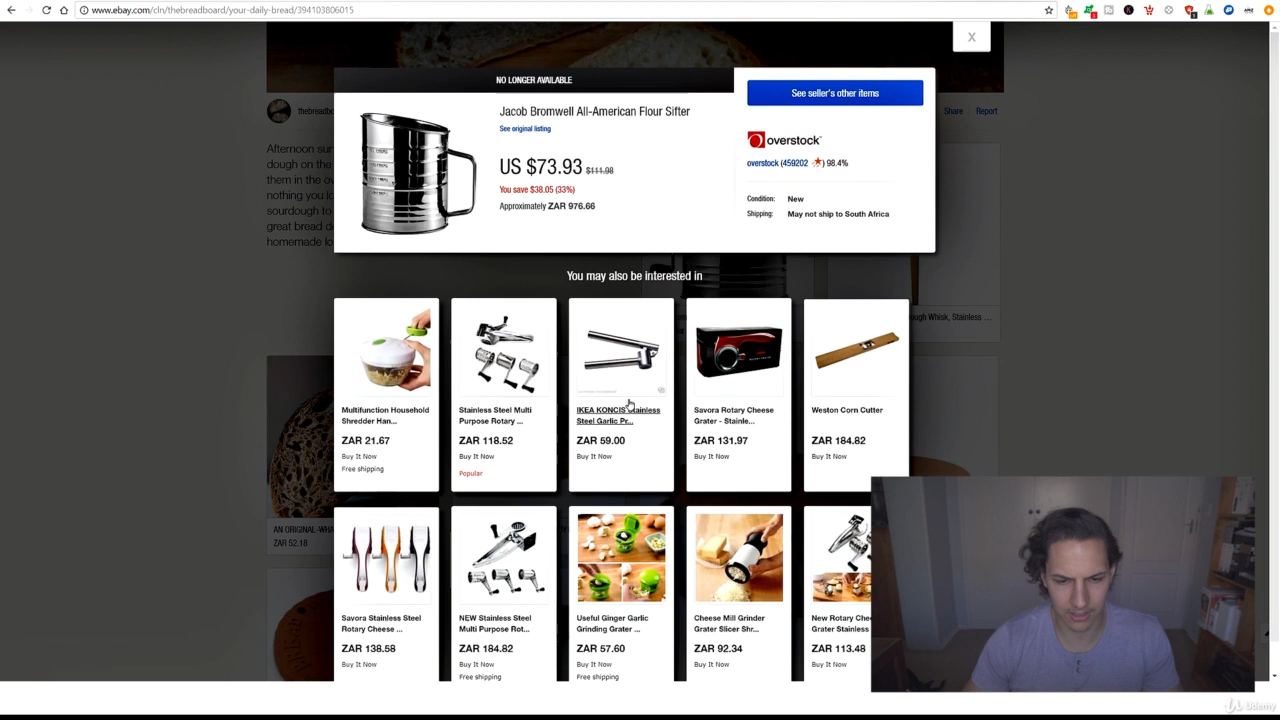 www.ebay.com/cln/thebreadboard/your-daily-bread/394103806015
X
NO LONGER AVAILABLE
Jacob Bromwell All-American Flour Sifter
See original listing
US $73.93 $111.98
You save $38.05 (33%)
Approximately ZAR 976.66
See seller's other items
overstock
overstock (459202 ) 98.4%
Condition: New
Shipping: May not ship to South Africa
Share Report
Afternoon
dough on the
them in the
nothing you
sourdough to
great bread
homemade
You may also be interested in
Whisk, Stainless ....
Multifunction Household
Shredder Han...
ZAR 21.67
Buy It Now
Free shipping
Stainless Steel Multi
Purpose Rotary ...
ZAR 118.52
Buy It Now
Popular
IKEA KONCIS Stainless
Steel Garlic Pr...
ZAR 59.00
Buy It Now
Savora Rotary Cheese
Grater - Stainle...
ZAR 131.97
Buy It Now
Weston Corn Cutter
ZAR 184.82
Buy It Now
AN ORIGINAL-WHA
ZAR 52.18
Savora Stainless Steel
Rotary Cheese ...
ZAR 138.58
Buy It Now
NEW Stainless Steel
Multi Purpose Rot...
ZAR 184.82
Buy It Now
Free shipping
Useful Ginger Garlic
Grinding Grater ...
ZAR 57.60
Buy It Now
Free shipping
Cheese Mill Grinder
Grater Slicer Shr...
ZAR 92.34
Buy It Now
New Rotary Che
Grater Stainless
ZAR 113.48
Buy It Now
Udemy